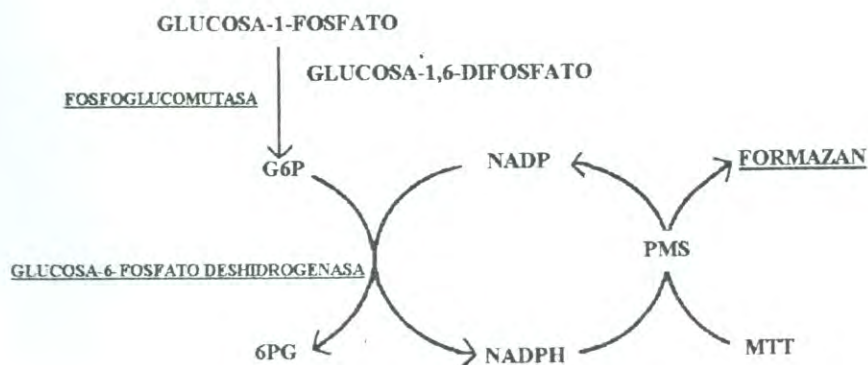 GLUCOSA-1-FOSFATO
GLUCOSA-1,6-DIFOSFATO
FOSFOGLUCOMUTASA
G6P
NADP
FORMAZAN
PMS
GLUCOSA-6-FOSFATO DESHIDROGENASA
6PG
NADPH
MTT